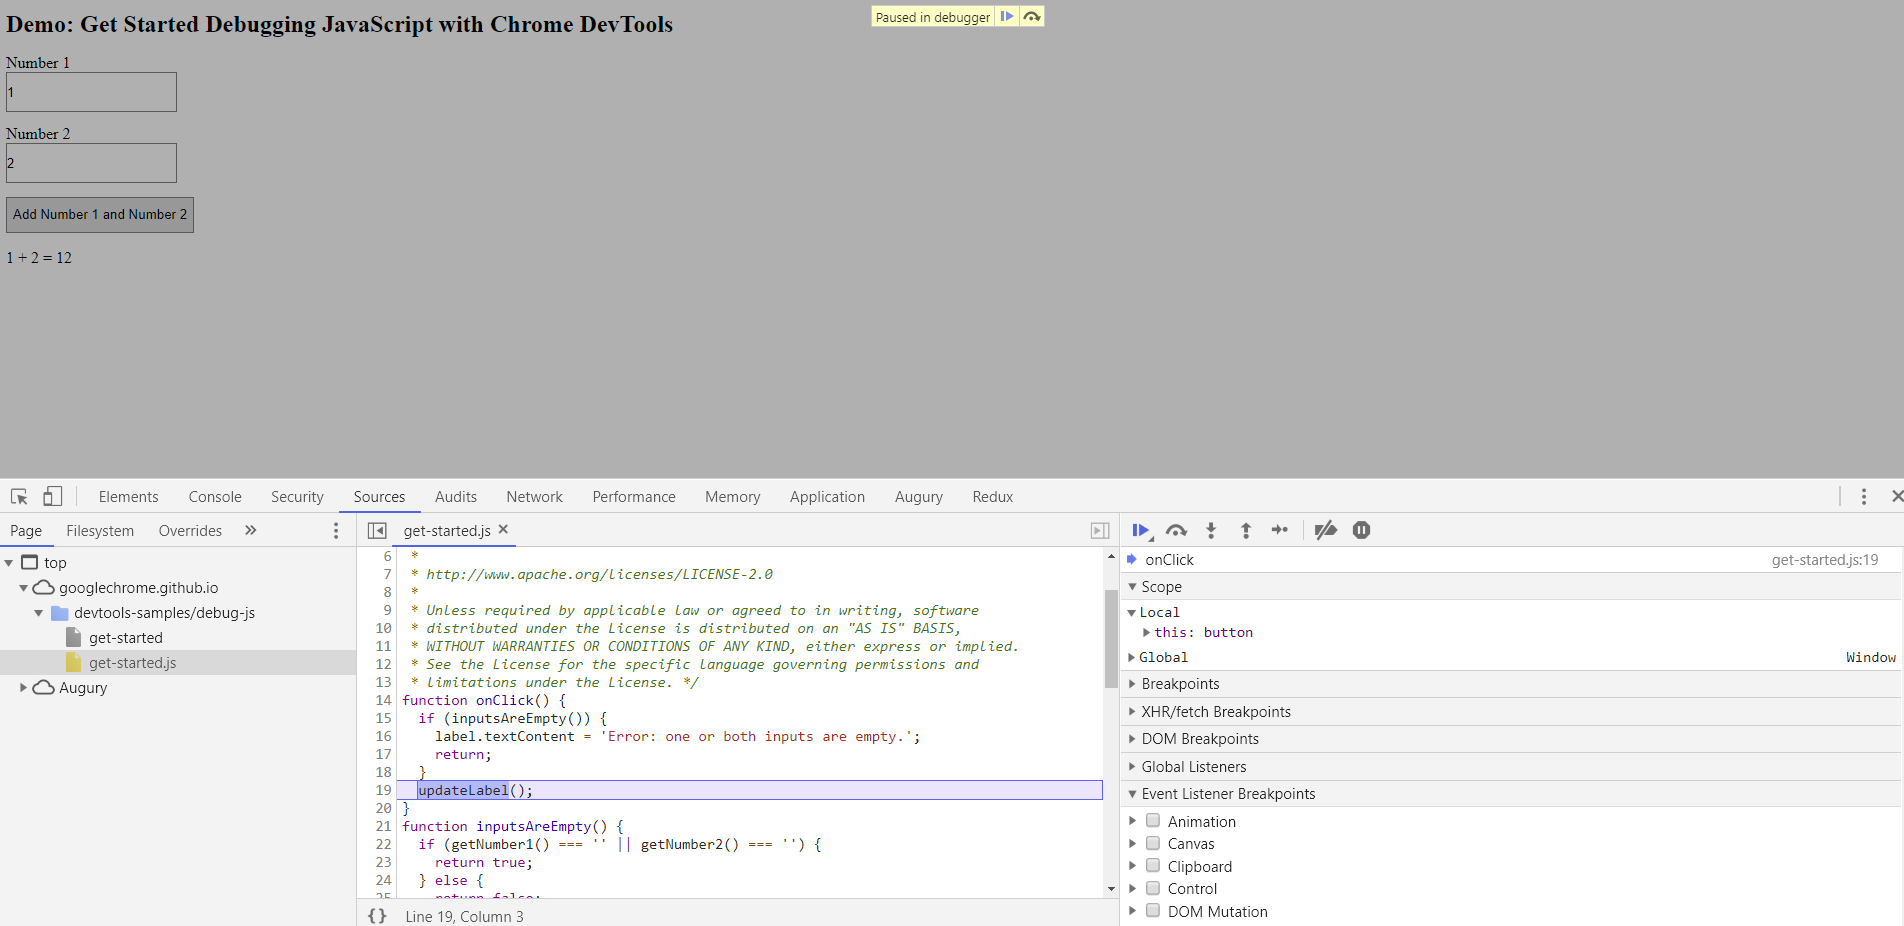 Demo: Get Started Debugging JavaScript with Chrome DevTools
Paused in debugger
Number 1
1
Number 2
2
Add Number 1 and Number 2
1 + 2 = 12
Elements Console Security Sources Audits Network Performance Memory Application Augury Redux
Page Filesystem Overrides »
top
googlechrome.github.io
devtools-samples/debug-js
get-started
get-started.js
Augury
get-started.js ×
6 *
7 * http://www.apache.org/licenses/LICENSE-2.0
8 *
9 * Unless required by applicable law or agreed to in writing, software
10 * distributed under the License is distributed on an "AS IS" BASIS,
11 * WITHOUT WARRANTIES OR CONDITIONS OF ANY KIND, either express or implied.
12 * See the License for the specific language governing permissions and
13 * limitations under the License. */
14 function onClick() {
15 if (inputsAreEmpty()) {
16 label.textContent = 'Error: one or both inputs are empty.';
17 return;
18 }
19 updateLabel();
20 }
21 function inputsAreEmpty() {
22 if (getNumber1() === '' || getNumber2() === '') {
23 return true;
24 } else {
25 return false;
{} Line 19, Column 3
onClick get-started.js:19
Scope
Local
this: button
Global Window
Breakpoints
XHR/fetch Breakpoints
DOM Breakpoints
Global Listeners
Event Listener Breakpoints
Animation
Canvas
Clipboard
Control
DOM Mutation